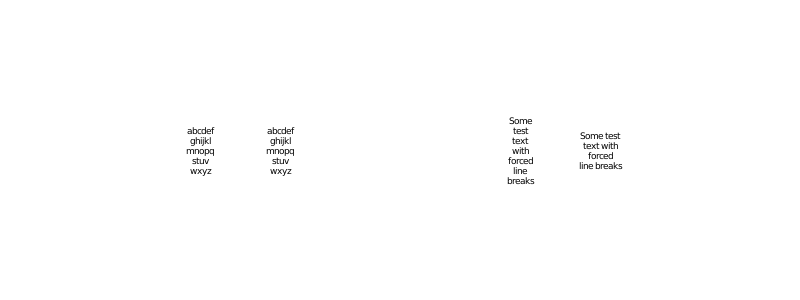 abcdef
ghijkl
mnopq
stuv
wxyz
abcdef
ghijkl
mnopq
stuv
wxyz
Some
test
text
with
forced
line
breaks
Some test
text with
forced
line breaks